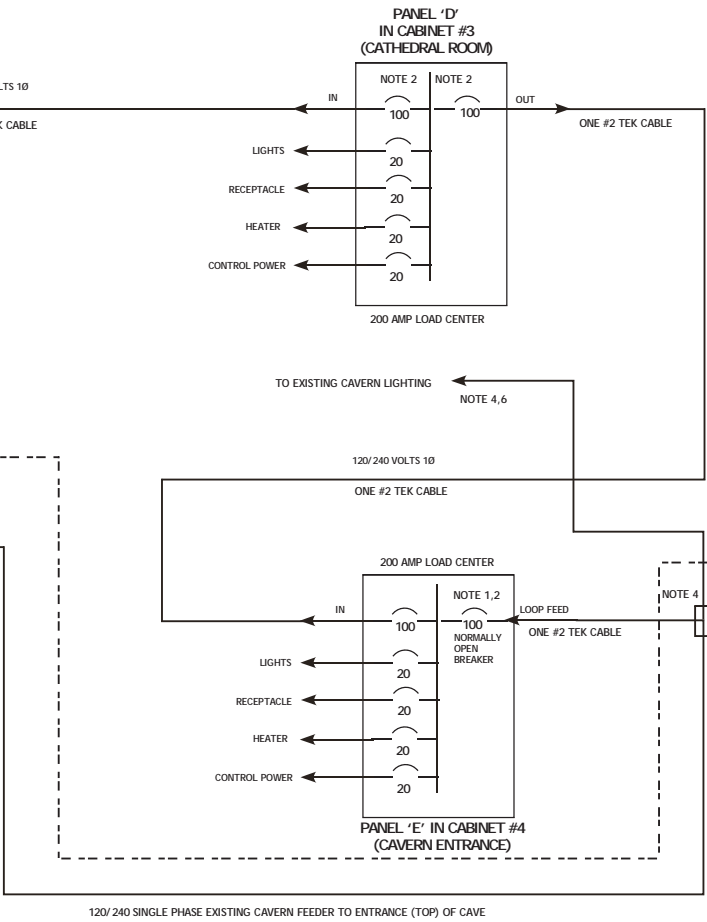 PANEL ‘D’
IN CABINET #3
(CATHEDRAL ROOM)
NOTE 2
NOTE 2
LTS 1Ø
IN
OUT
100
100
CABLE
ONE #2 TEK CABLE
LIGHTS
20
RECEPTACLE
20
HEATER
20
CONTROL POWER
20
200 AMP LOAD CENTER
TO EXISTING CAVERN LIGHTING
NOTE 4,6
120/240 VOLTS 1Ø
ONE #2 TEK CABLE
200 AMP LOAD CENTER
NOTE 1,2
NOTE 4
IN
LOOP FEED
100
100
ONE #2 TEK CABLE
NORMALLY
OPEN
BREAKER
LIGHTS
20
RECEPTACLE
20
HEATER
20
CONTROL POWER
20
PANEL ‘E’ IN CABINET #4
(CAVERN ENTRANCE)
120/240 SINGLE PHASE EXISTING CAVERN FEEDER TO ENTRANCE (TOP) OF CAVE